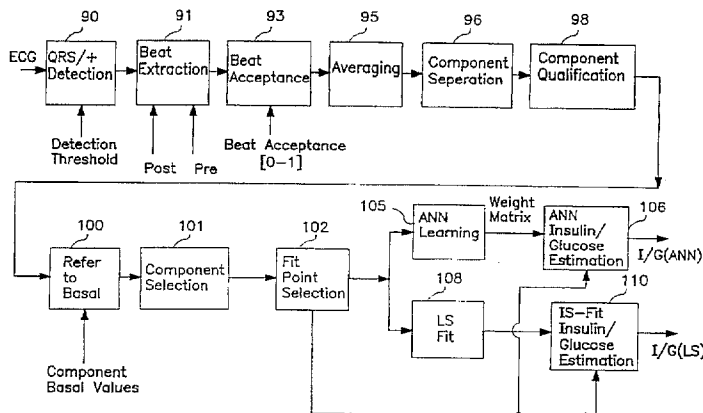 90
91
93
95
96
98
ECG
QRS/+
Detection
Beat
Extraction
Beat
Acceptance
Averaging
Component
Seperation
Component
Qualification
Detection
Threshold
Post
Pre
Beat Acceptance
[0-1]
100
101
102
105
106
108
110
Refer
to
Basal
Component
Selection
Fit
Point
Selection
ANN
Learning
Weight
Matrix
ANN
Insulin/
Glucose
Estimation
I/G(ANN)
LS
Fit
IS-Fit
Insulin/
Glucose
Estimation
I/G(LS)
Component
Basal Values